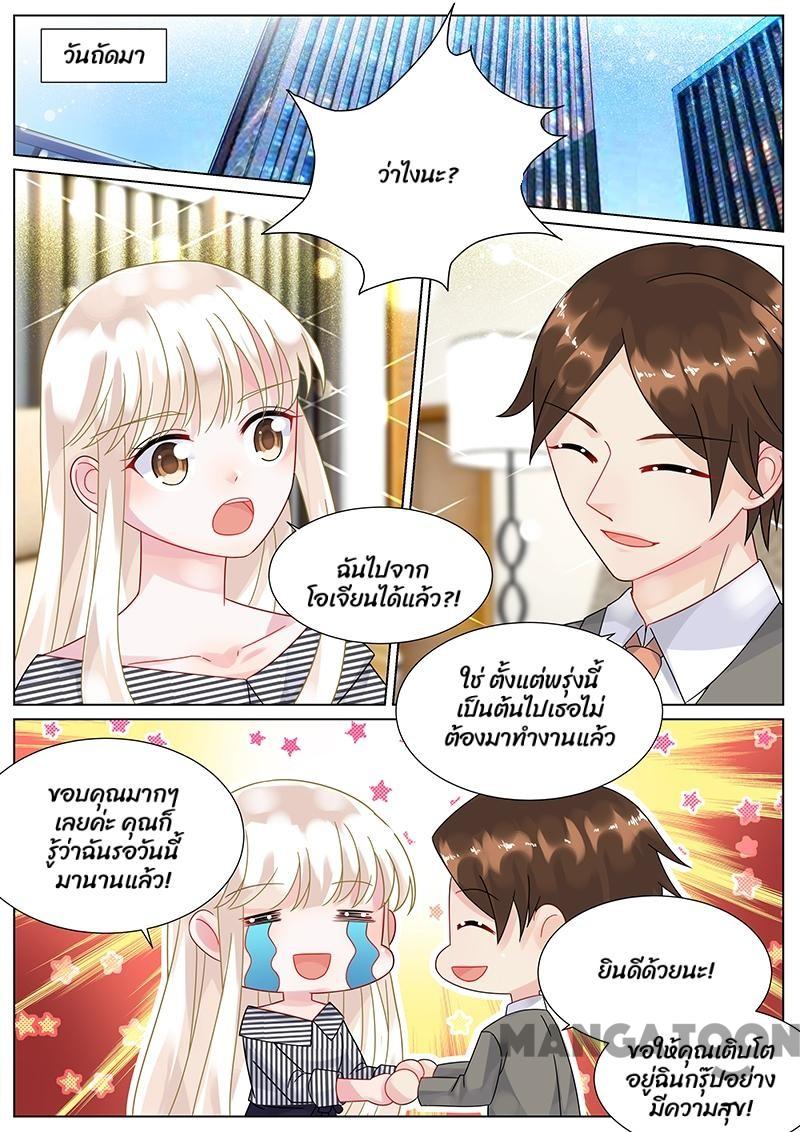 วันถัดมา
ว่าไงนะ?
ฉันไปจาก
โอเจียนได้แล้ว?!
ใช่ ตั้งแต่พรุ่งนี้
เป็นต้นไปเธอไม่
ต้องมาทำงานแล้ว
ขอบคุณมากๆ
เลยค่ะ คุณก็
รู้ว่าฉันรอวันนี้
มานานแล้ว!
ยินดีด้วยนะ!
MANGATOON
ขอให้คุณเติบโต
อยู่ฉินกรุ๊ปอย่าง
มีความสุข!